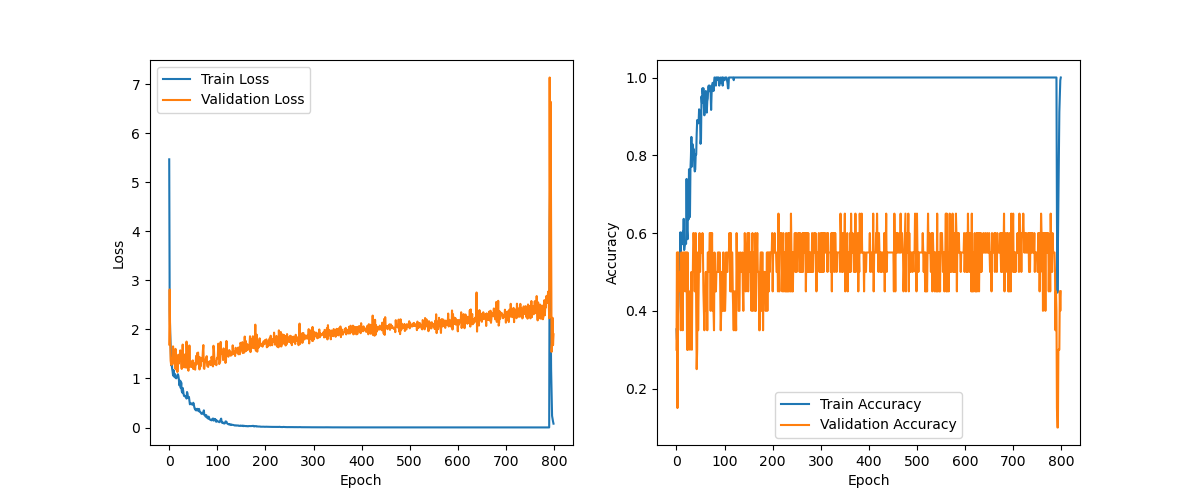 Train Loss
Validation Loss
7
6
5
4
3
2
1
0
Loss
0 100 200 300 400 500 600 700 800
Epoch
1.0
0.8
0.6
0.4
0.2
Accuracy
Train Accuracy
Validation Accuracy
0 100 200 300 400 500 600 700 800
Epoch